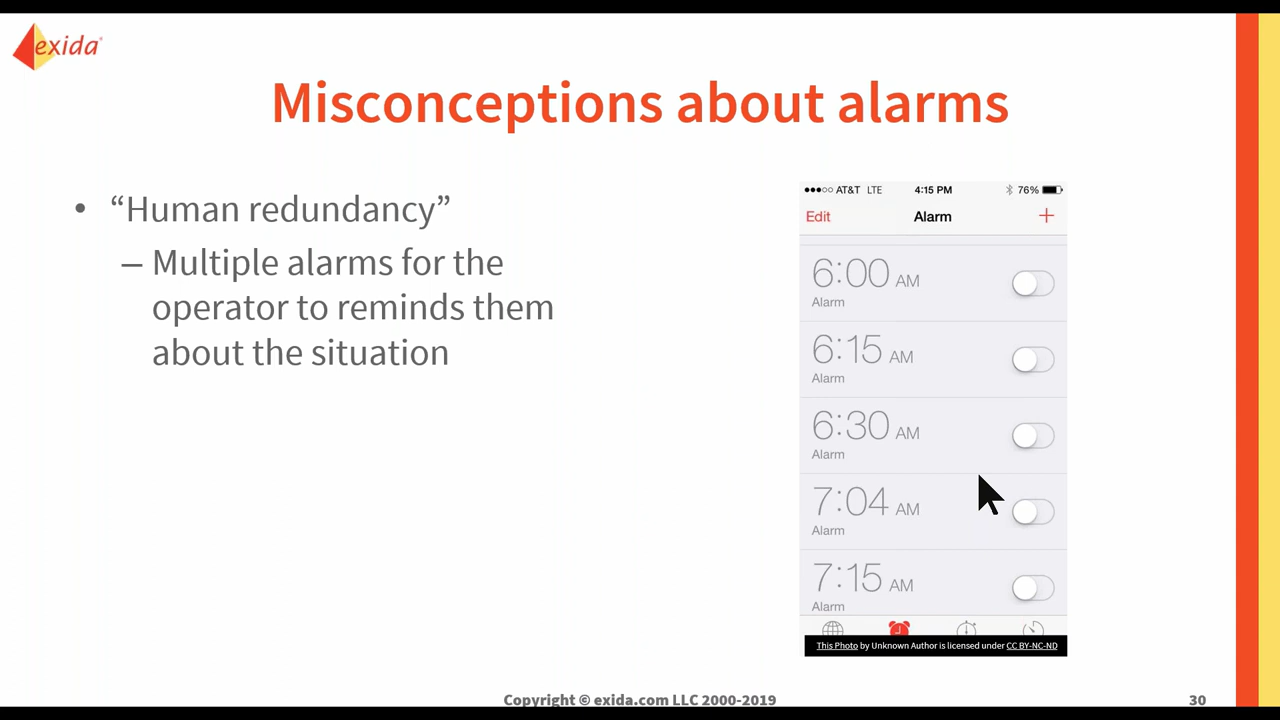 exida
Misconceptions about alarms
• “Human redundancy”
– Multiple alarms for the
operator to reminds them
about the situation
AT&T LTE 4:15 PM 76%
Edit Alarm +
6:00 AM
Alarm
6:15 AM
Alarm
6:30 AM
Alarm
7:04 AM
Alarm
7:15 AM
Alarm
This Photo by Unknown Author is licensed under CC BY-NC-ND
Copyright © exida.com LLC 2000-2019
30